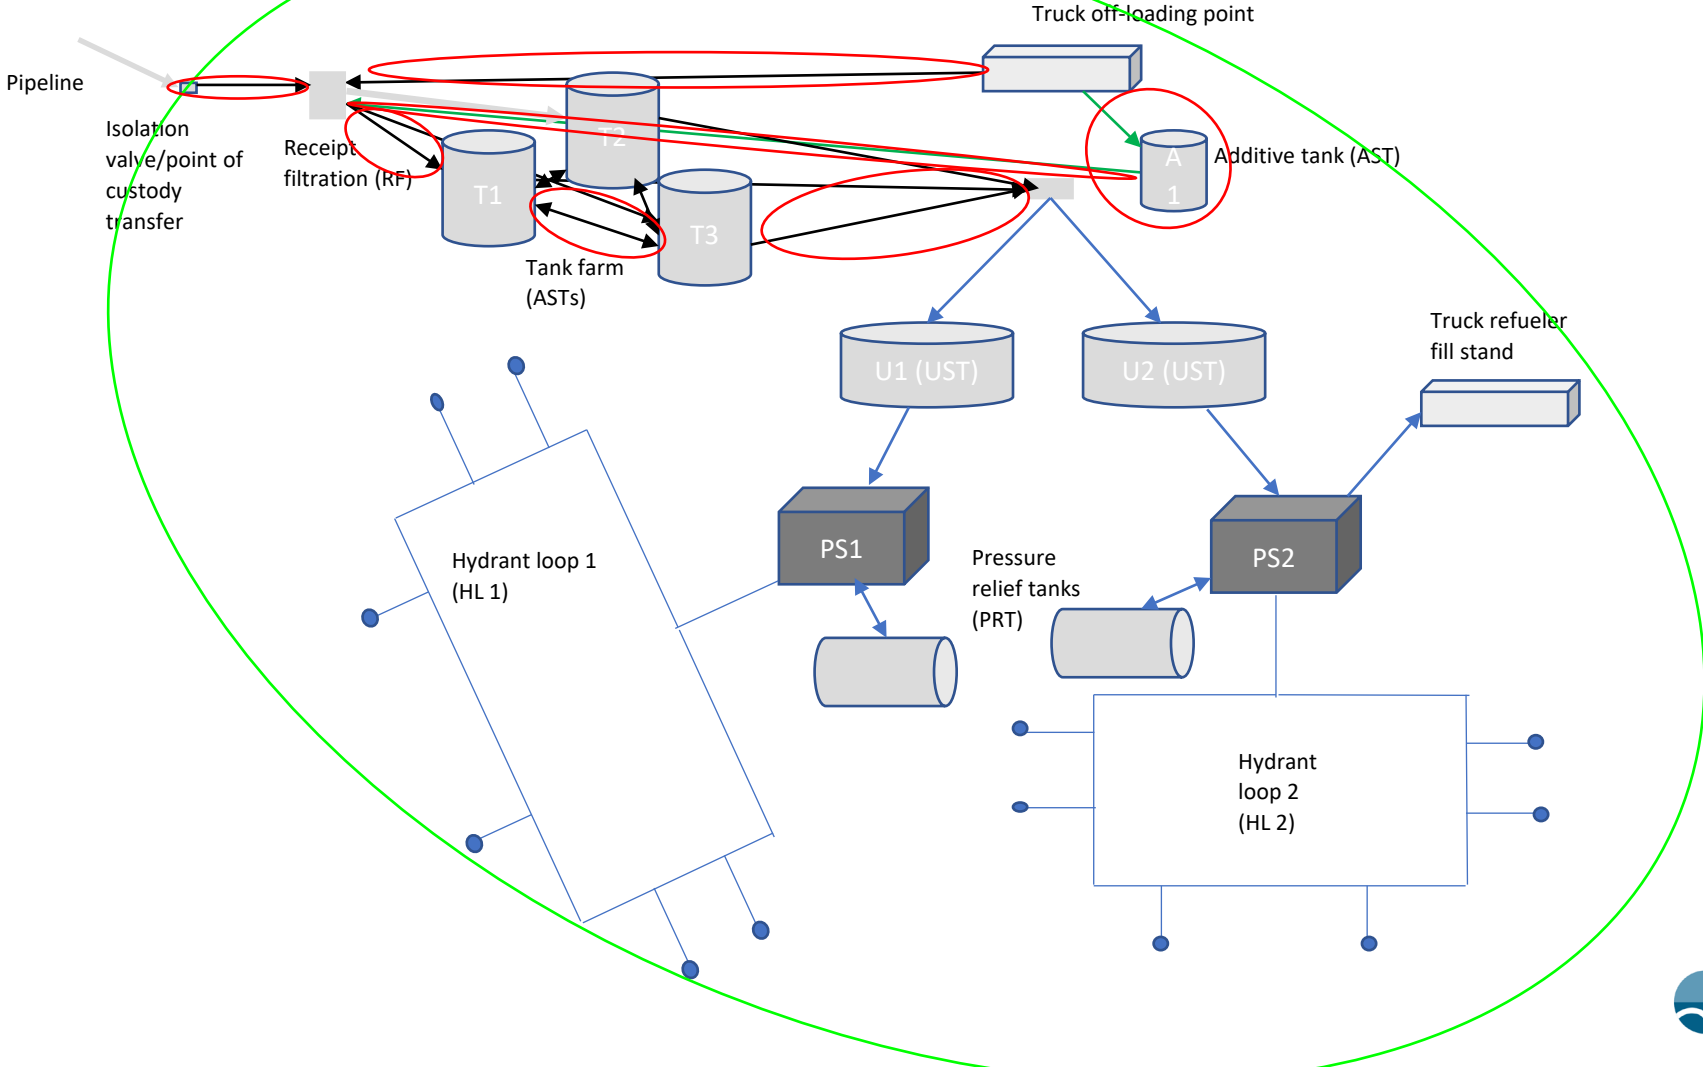 Truck off-loading point
Pipeline
Isolation
valve/point of
custody
transfer
Receipt
filtration (RF)
T2
T1
T3
A
1
Additive tank (AST)
Tank farm
(ASTs)
Truck refueler
fill stand
U1 (UST)
U2 (UST)
Hydrant loop 1
(HL 1)
PS1
Pressure
relief tanks
(PRT)
PS2
Hydrant
loop 2
(HL 2)